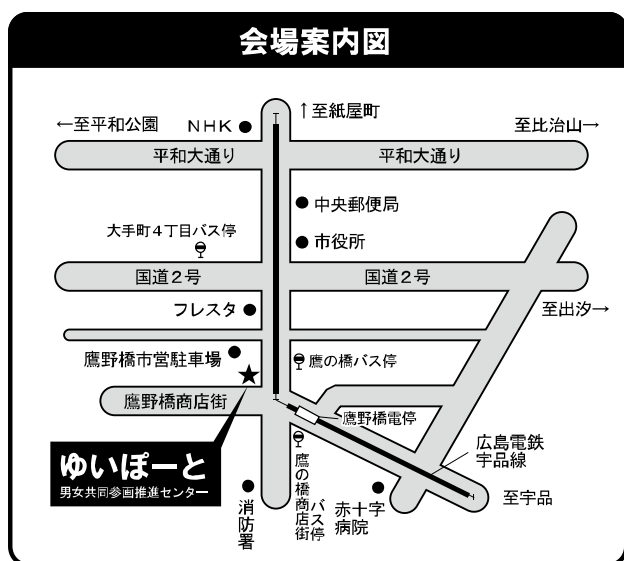 会場案内図
↑至紙屋町
←至平和公園
NHK
至比治山→
平和大通り
平和大通り
中央郵便局
大手町4丁目バス停
市役所
国道2号
国道2号
フレスタ
至出汐→
鷹野橋市営駐車場
鷹の橋バス停
鷹野橋商店街
鷹野橋電停
広島電鉄
宇品線
ゆいぽーと
男女共同参画推進センター
消防署
鷹の橋商店街
バス停
赤十字
病院
至宇品